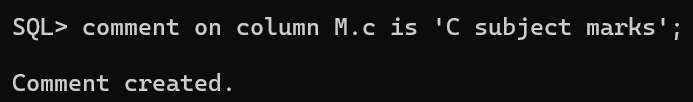 SQL> comment on column M.c is 'C subject marks';
Comment created.